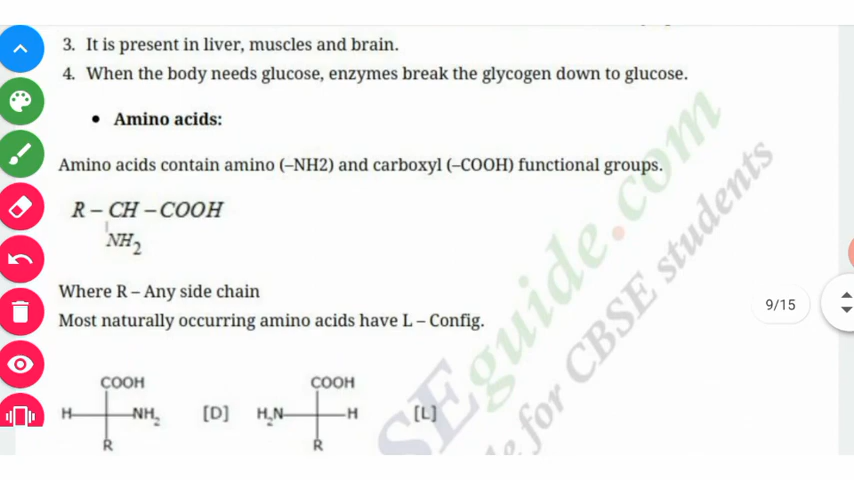 3. It is present in liver, muscles and brain.
4. When the body needs glucose, enzymes break the glycogen down to glucose.
• Amino acids:
Amino acids contain amino (–NH2) and carboxyl (–COOH) functional groups.
R – CH – COOH
NH2
Where R – Any side chain
9/15
Most naturally occurring amino acids have L – Config.
COOH COOH
H NH2 [D] H2N H [L]
R R
SEguide.com
e for CBSE students